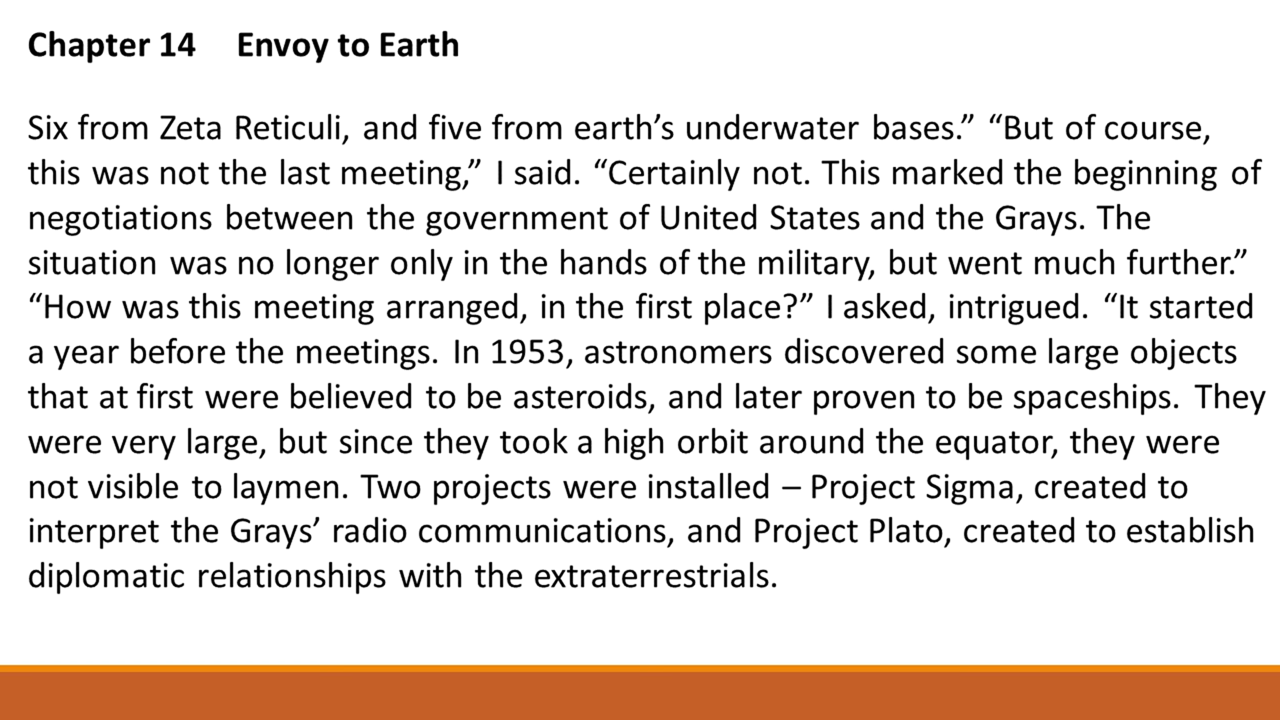 Chapter 14 Envoy to Earth
Six from Zeta Reticuli, and five from earth’s underwater bases.” “But of course,
this was not the last meeting,” I said. “Certainly not. This marked the beginning of
negotiations between the government of United States and the Grays. The
situation was no longer only in the hands of the military, but went much further.”
“How was this meeting arranged, in the first place?” I asked, intrigued. “It started
a year before the meetings. In 1953, astronomers discovered some large objects
that at first were believed to be asteroids, and later proven to be spaceships. They
were very large, but since they took a high orbit around the equator, they were
not visible to laymen. Two projects were installed – Project Sigma, created to
interpret the Grays’ radio communications, and Project Plato, created to establish
diplomatic relationships with the extraterrestrials.